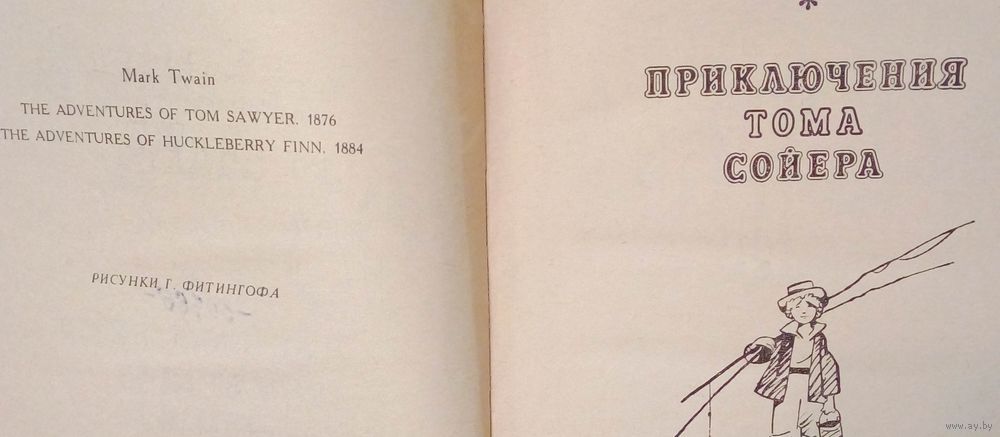 Mark Twain
THE ADVENTURES OF TOM SAWYER. 1876
THE ADVENTURES OF HUCKLEBERRY FINN. 1884
РИСУНКИ Г. ФИТИНГОФА
*
ПРИКЛЮЧЕНИЯ
ТОМА
СОЙЕРА
www.ay.by